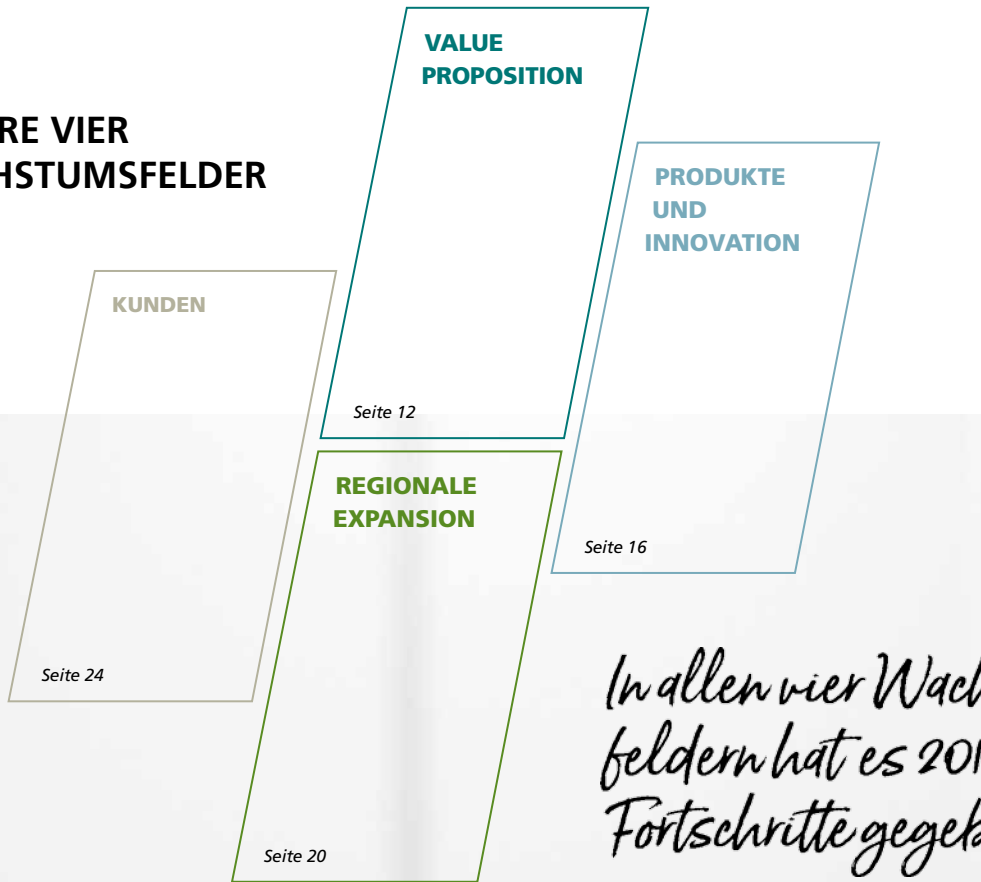 RE VIER
HSTUMSFELDER
VALUE
PROPOSITION
Seite 12
PRODUKTE
UND
INNOVATION
Seite 16
KUNDEN
Seite 24
REGIONALE
EXPANSION
Seite 20
In allen vier Wach
feldern hat es 201
Fortschritte gegeb